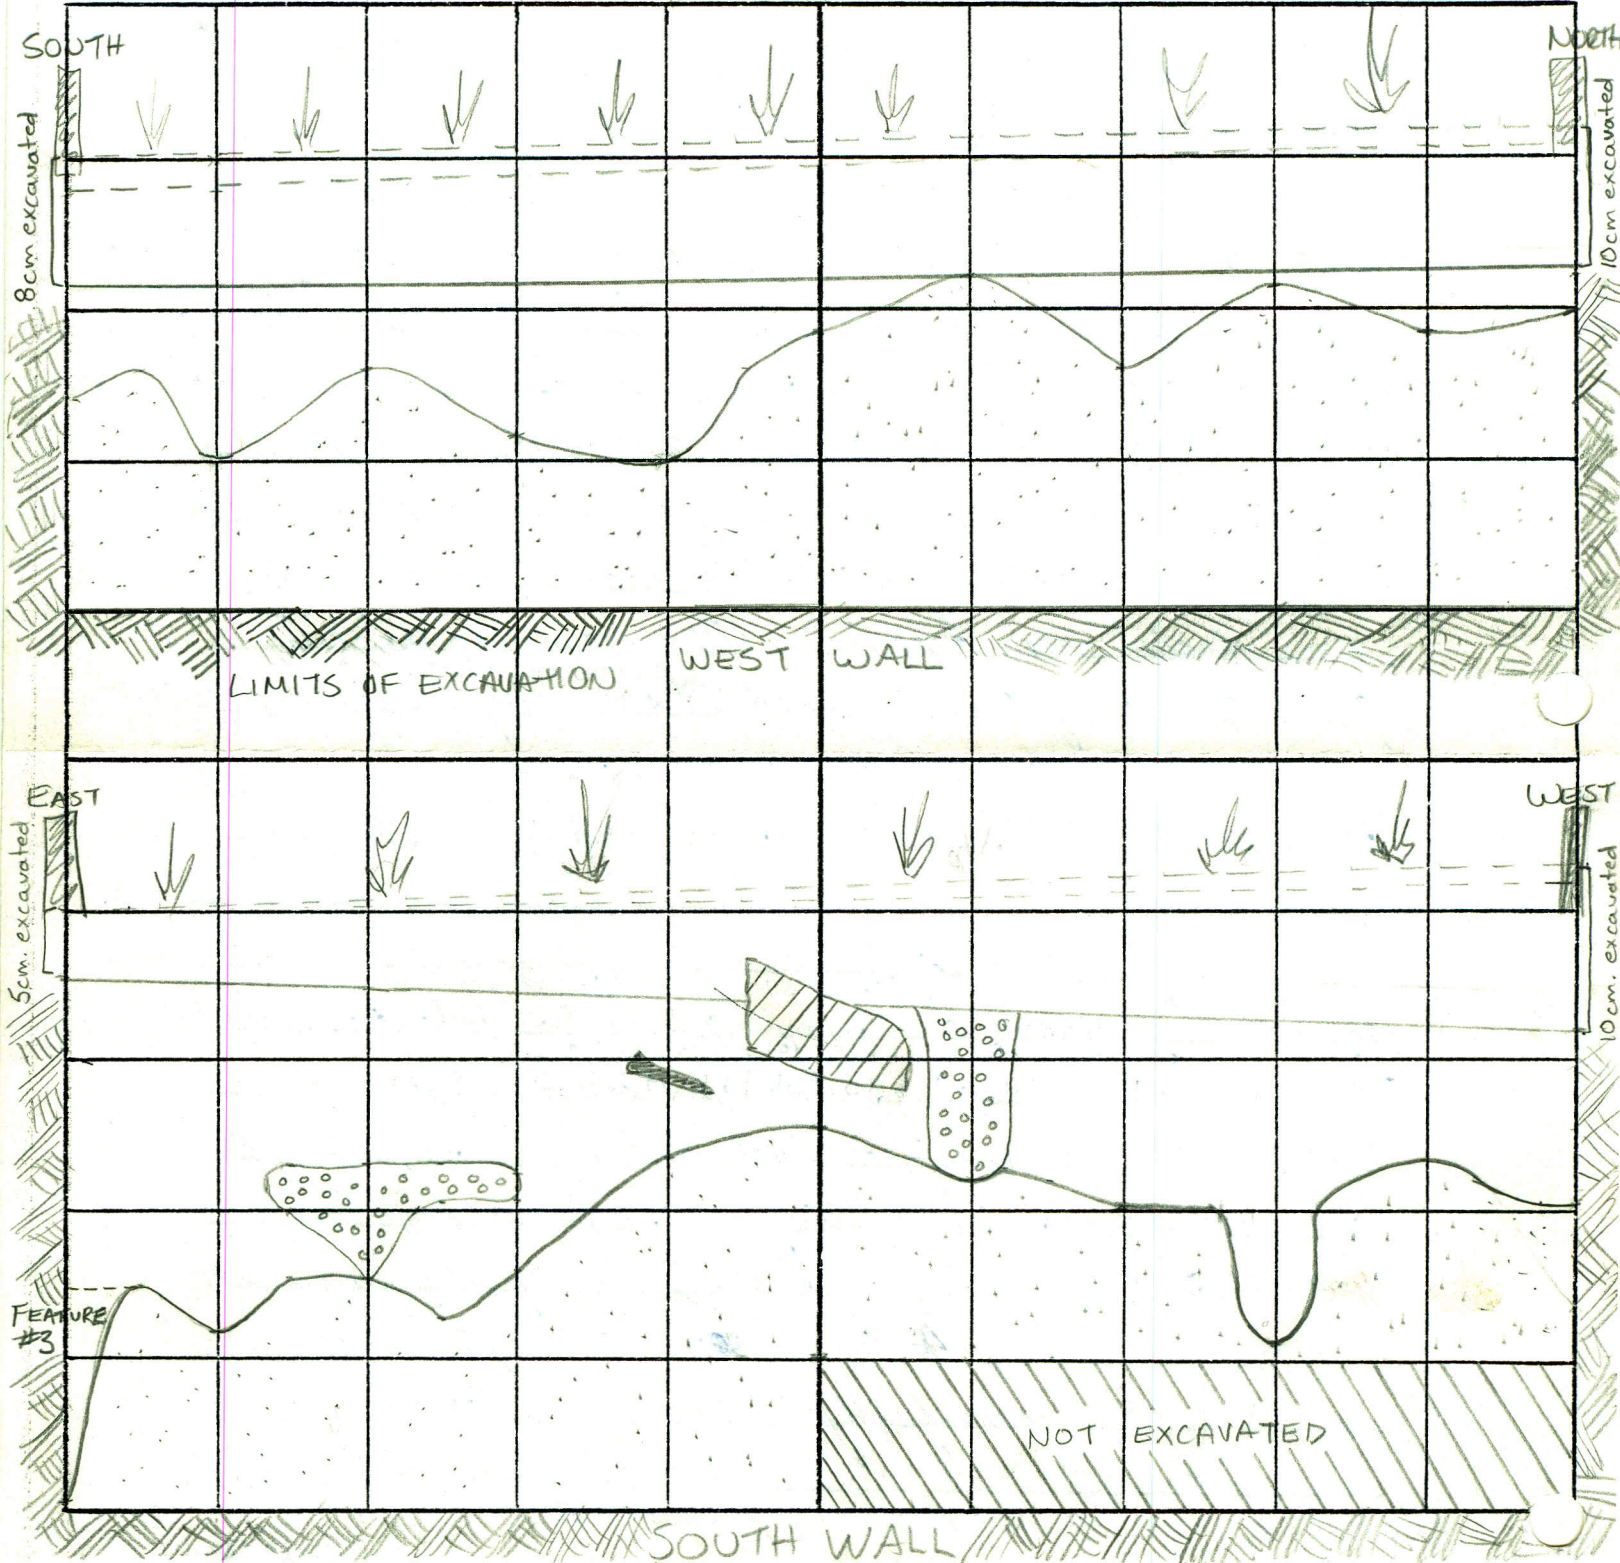 SOUTH
NORTH
8cm excavated
10cm excavated
WEST WALL
LIMITS OF EXCAVATION
EAST
WEST
5cm. excavated
10cm. excavated
FEATURE
#3
NOT EXCAVATED
SOUTH WALL